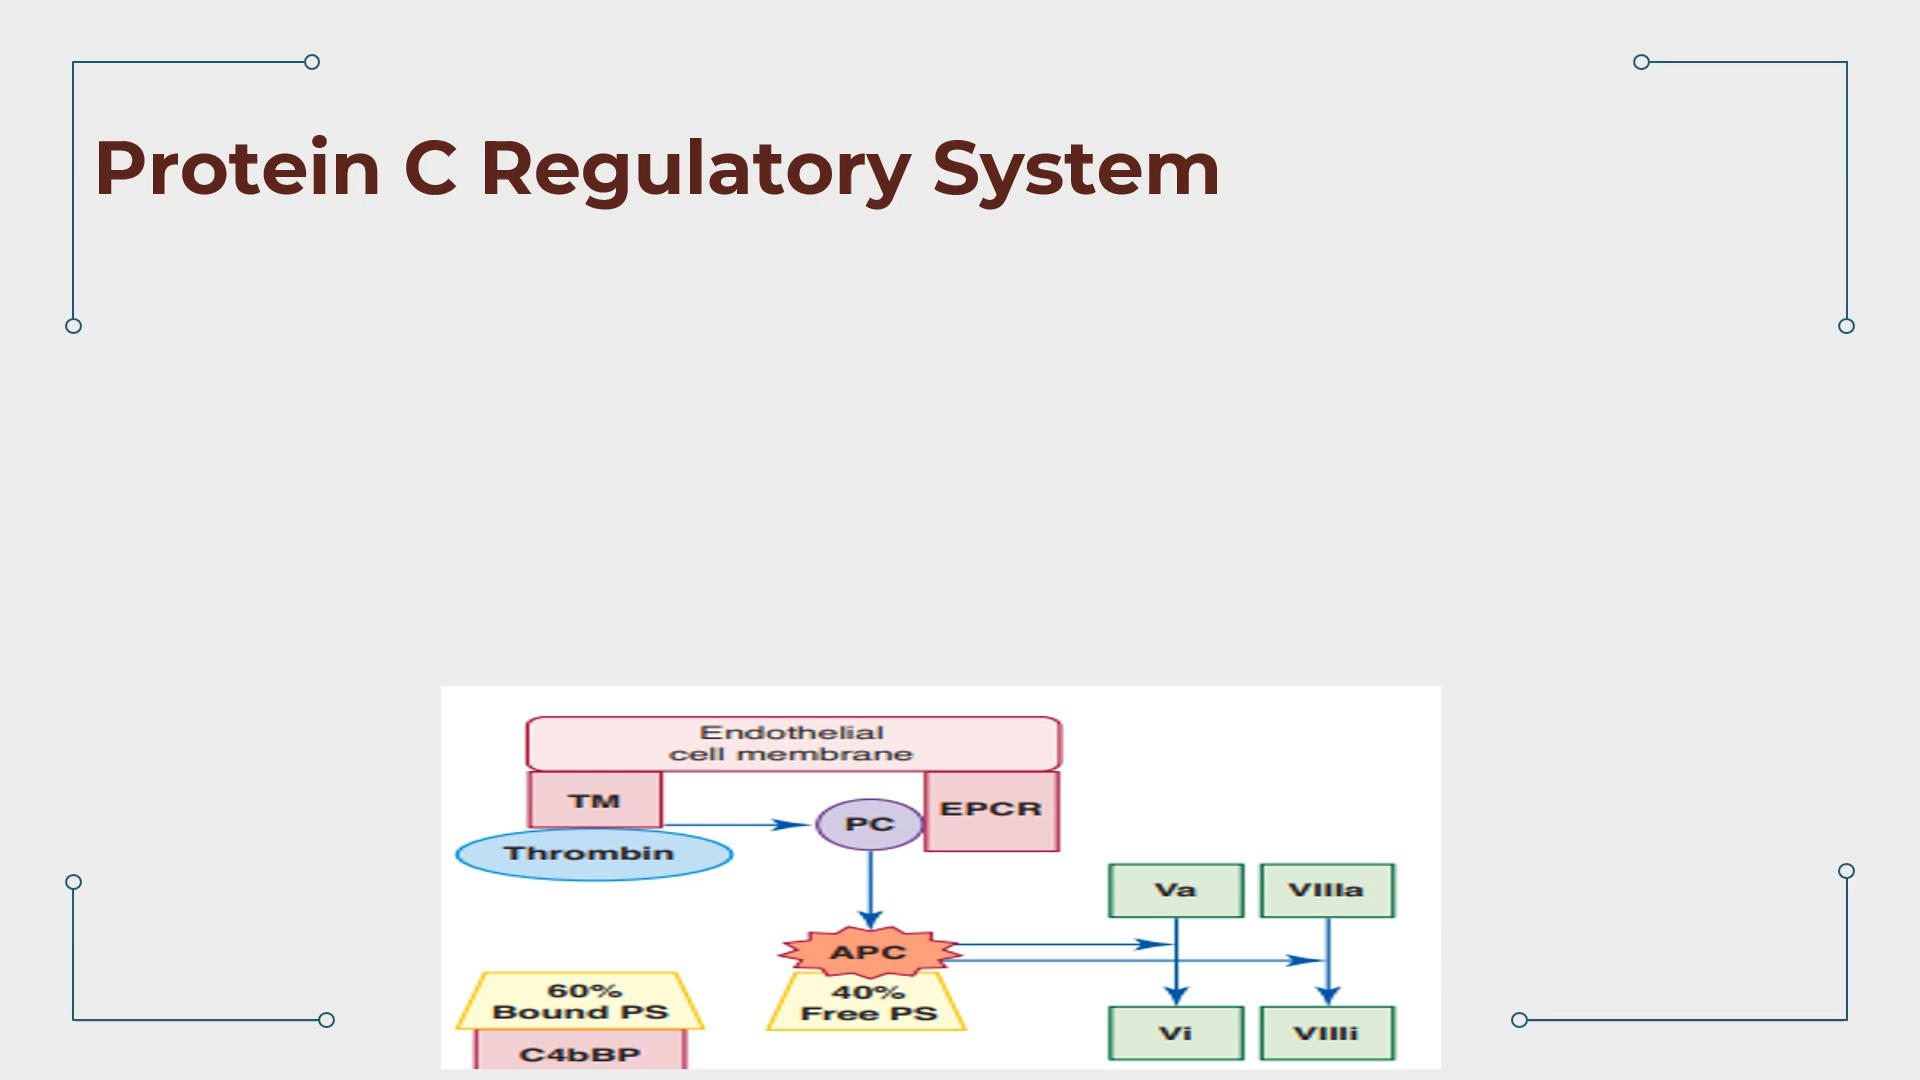 Protein C Regulatory System
Endothelial
cell membrane
TM
PC
EPCR
Thrombin
Va
VIIIa
APC
60%
Bound PS
40%
Free PS
C4bBP
Vi
VIIIi